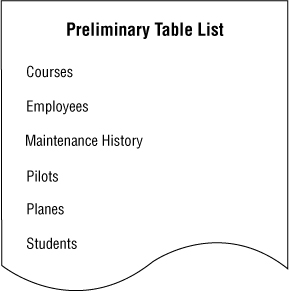 Preliminary Table List
Courses
Employees
Maintenance History
Pilots
Planes
Students